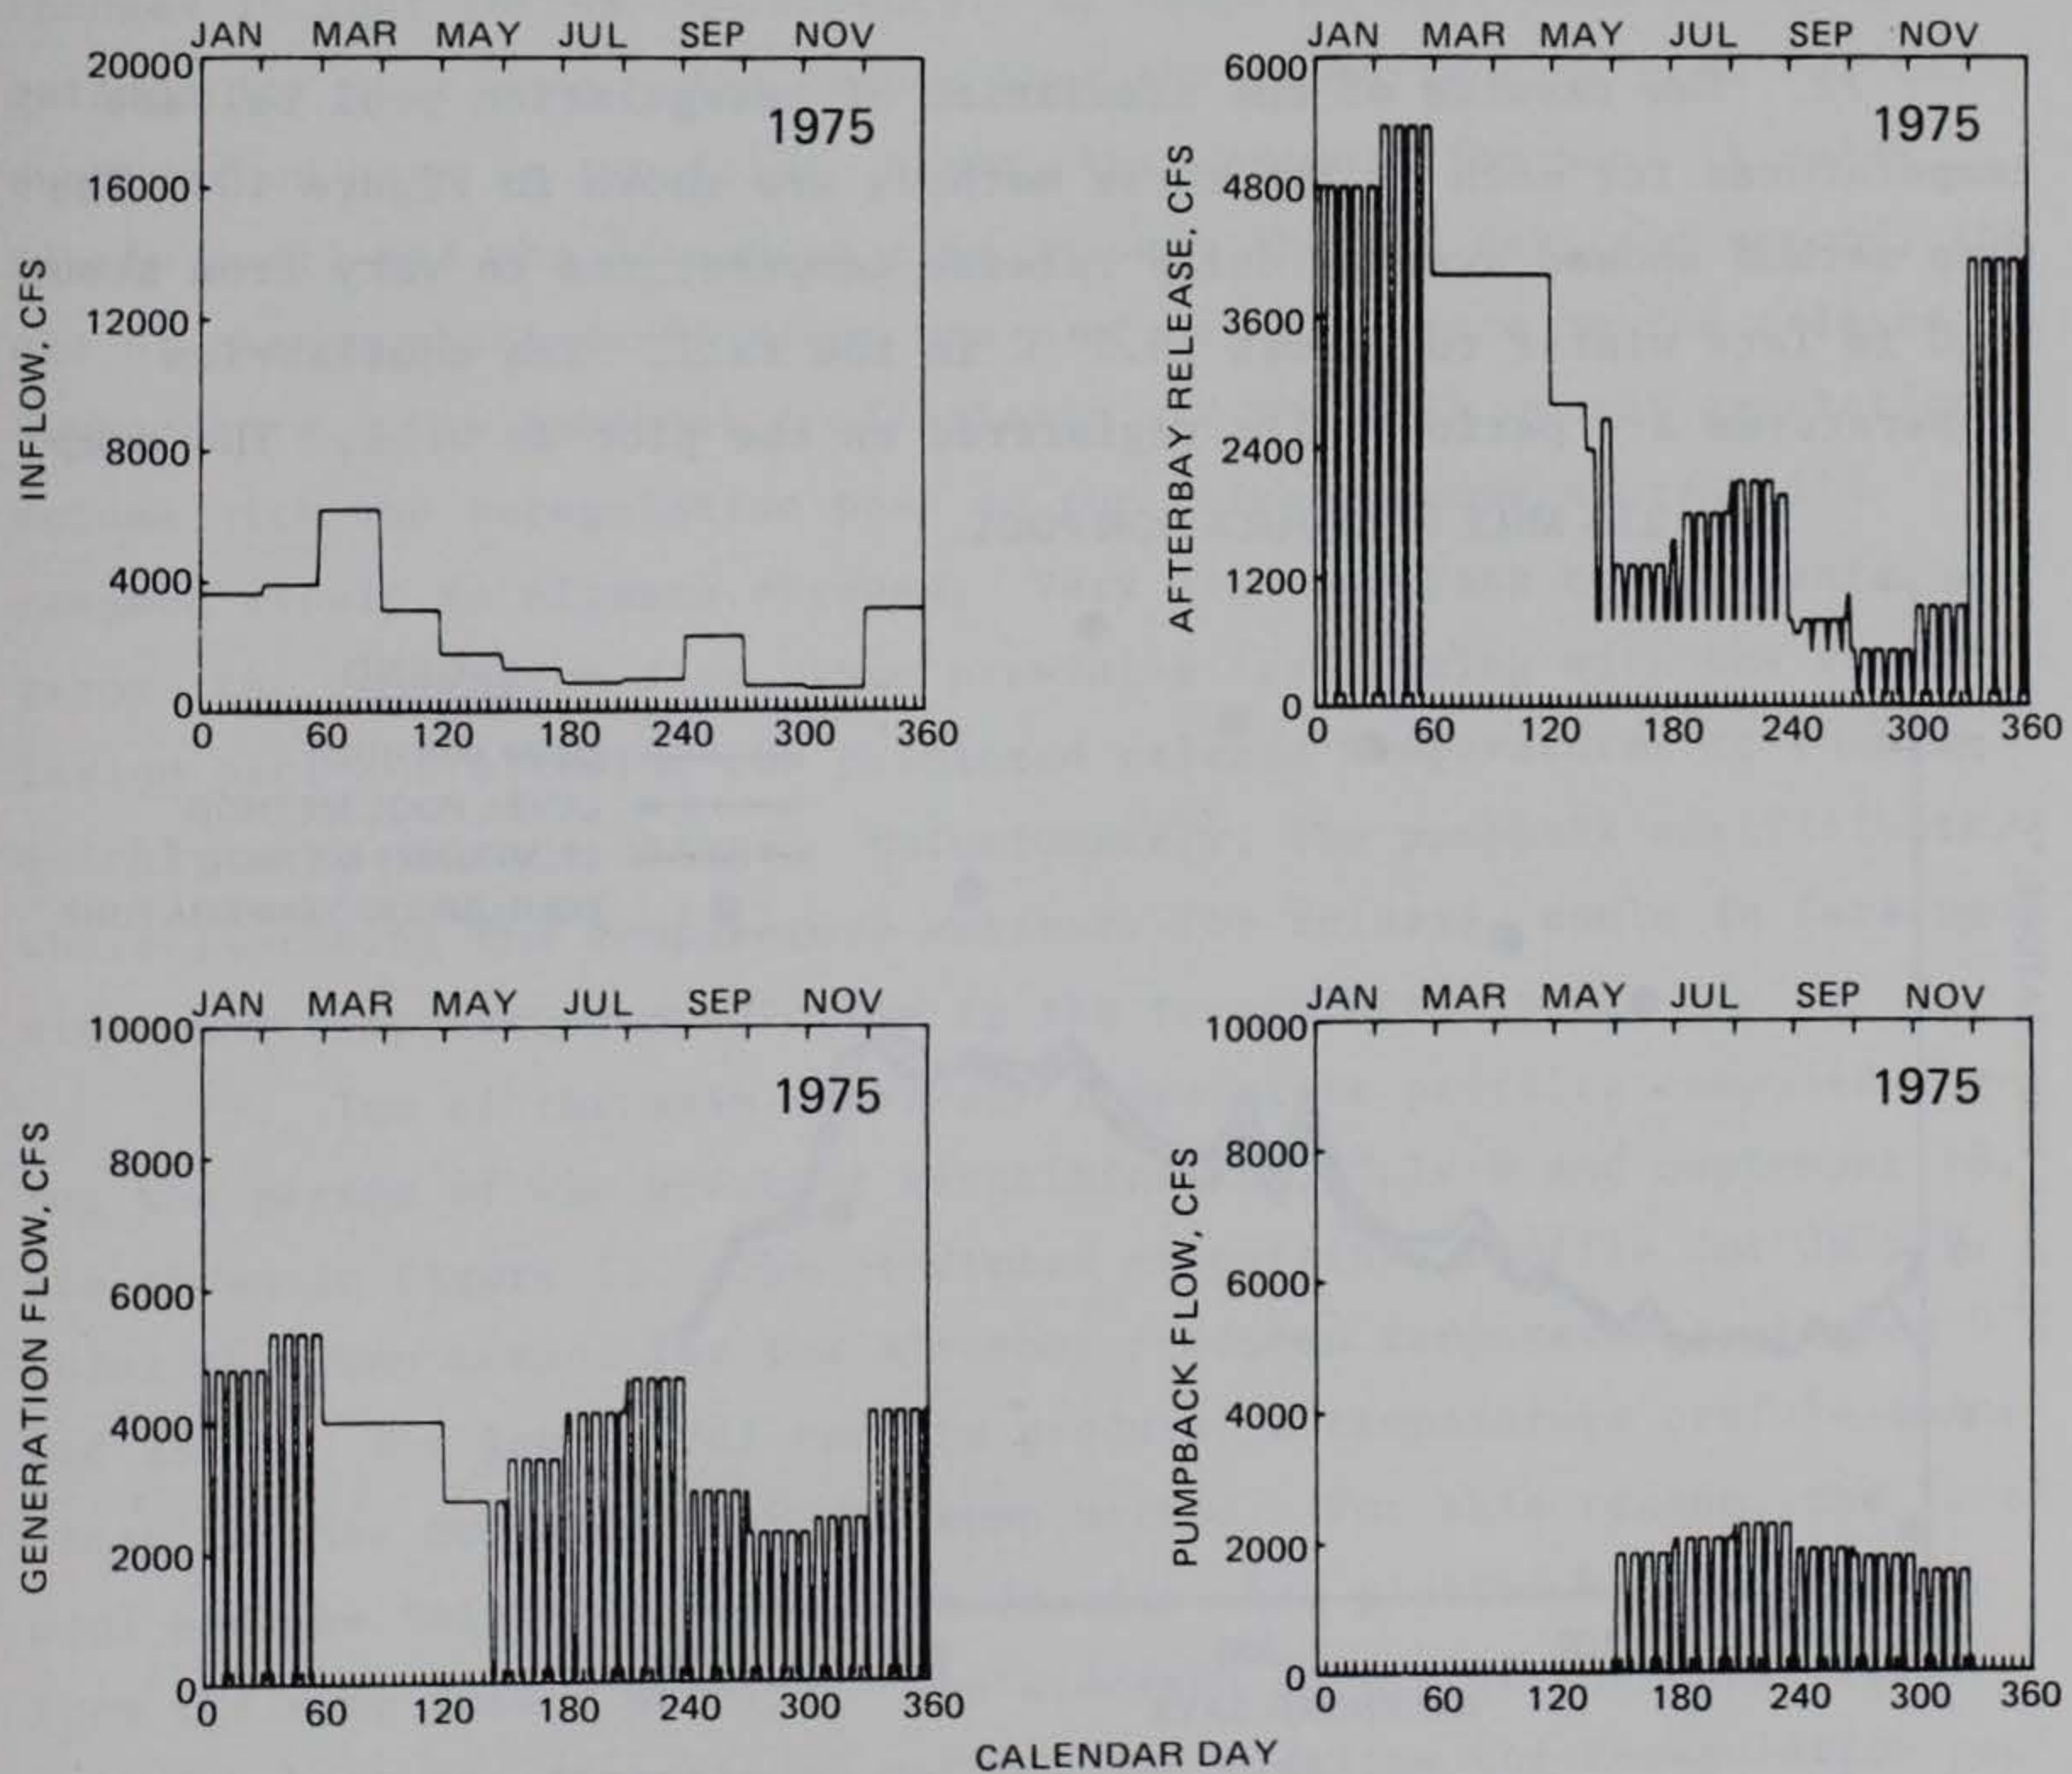 JAN MAR MAY JUL SEP NOV
20000
16000
12000
8000
4000
0
INFLOW, CFS
1975
0 60 120 180 240 300 360
JAN MAR MAY JUL SEP NOV
6000
4800
3600
2400
1200
0
AFTERBAY RELEASE, CFS
1975
0 60 120 180 240 300 360
JAN MAR MAY JUL SEP NOV
10000
8000
6000
4000
2000
0
GENERATION FLOW, CFS
1975
0 60 120 180 240 300 360
JAN MAR MAY JUL SEP NOV
10000
8000
6000
4000
2000
0
PUMPBACK FLOW, CFS
1975
0 60 120 180 240 300 360
CALENDAR DAY